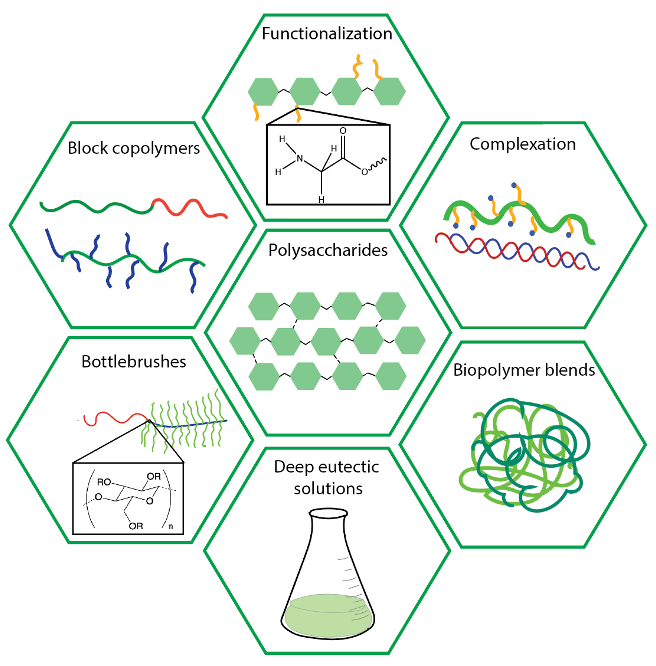 Functionalization
H
N
H
H
H
O
O
Block copolymers
Complexation
Polysaccharides
Bottlebrushes
RO
OR
O
O
OR
n
Biopolymer blends
Deep eutectic
solutions